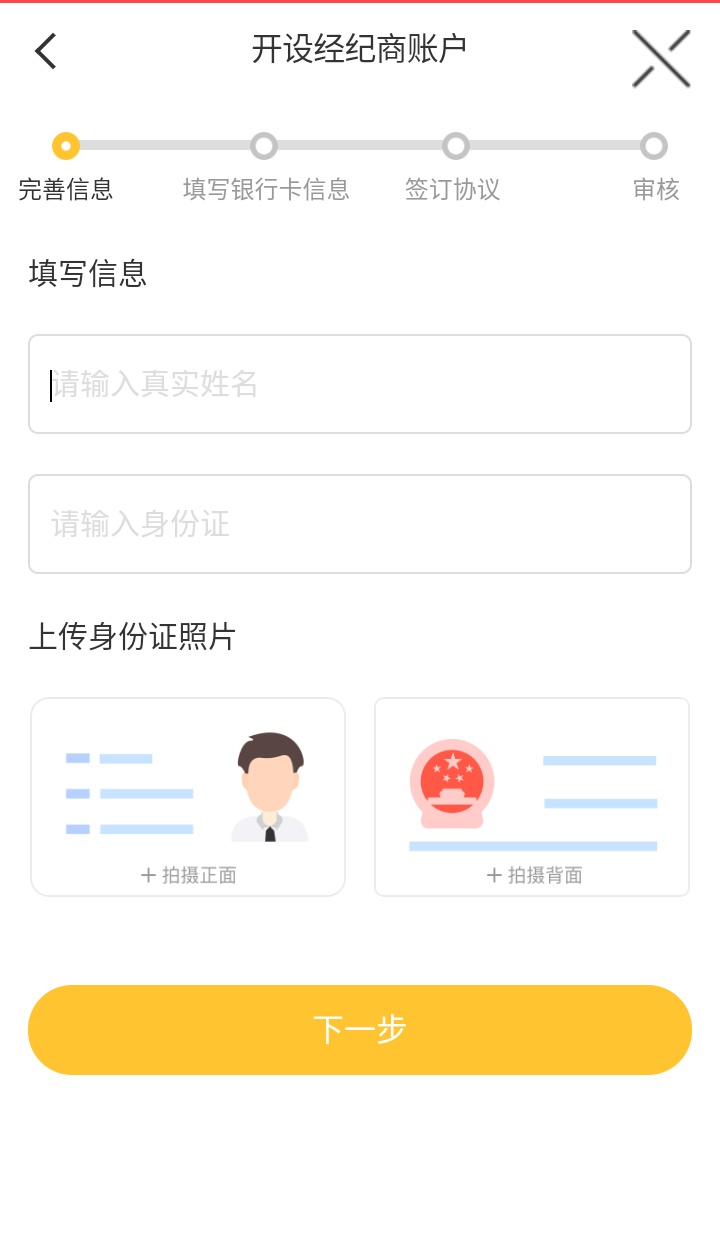 开设经纪商账户
完善信息 填写银行卡信息 签订协议 审核
填写信息
请输入真实姓名
请输入身份证
上传身份证照片
+ 拍摄正面 + 拍摄背面
下一步